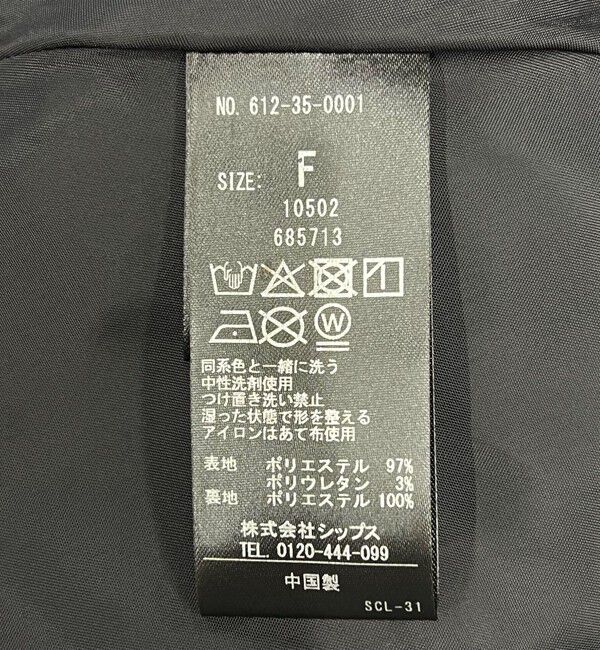 NO. 612-35-0001
SIZE: F
10502
685713
W
同系色と一緒に洗う
中性洗剤使用
つけ置き洗い禁止
湿った状態で形を整える
アイロンはあて布使用
表地 ポリエステル 97%
ポリウレタン 3%
裏地 ポリエステル 100%
株式会社シップス
TEL. 0120-444-099
中国製
SCL-31